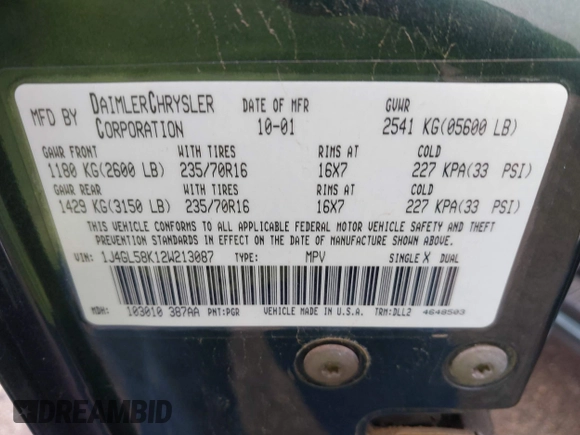 MFD BY DAIMLERCHRYSLER CORPORATION DATE OF MFR 10-01 GVWR 2541 KG(05600 LB)
GAWR FRONT WITH TIRES RIMS AT COLD
1180 KG(2600 LB) 235/70R16 16X7 227 KPA(33 PSI)
GAWR REAR WITH TIRES RIMS AT COLD
1429 KG(3150 LB) 235/70R16 16X7 227 KPA(33 PSI)
THIS VEHICLE CONFORMS TO ALL APPLICABLE FEDERAL MOTOR VEHICLE SAFETY AND THEFT
PREVENTION STANDARDS IN EFFECT ON THE DATE OF MANUFACTURE SHOWN ABOVE.
VIN: 1J4GL58K12W213087 TYPE: MPV SINGLE X DUAL
MDH: 103010 387AA PNT:PGR VEHICLE MADE IN U.S.A. TRM:DLL2 4648503
DREAMBID